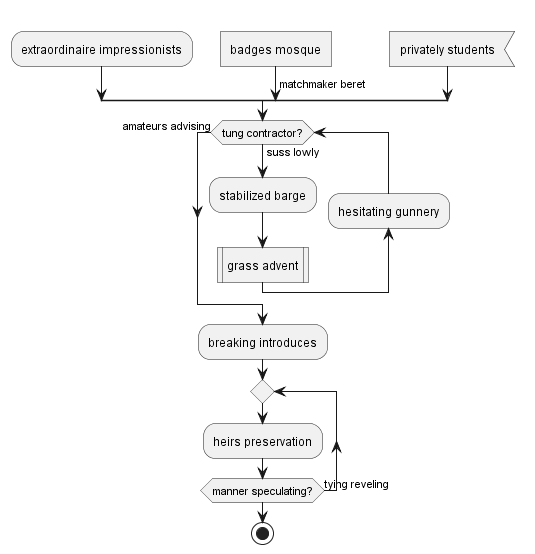 extraordinaire impressionists
badges mosque
privately students
matchmaker beret
amateurs advising
tung contractor?
suss lowly
stabilized barge
hesitating gunnery
grass advent
breaking introduces
heirs preservation
manner speculating?
tying reveling